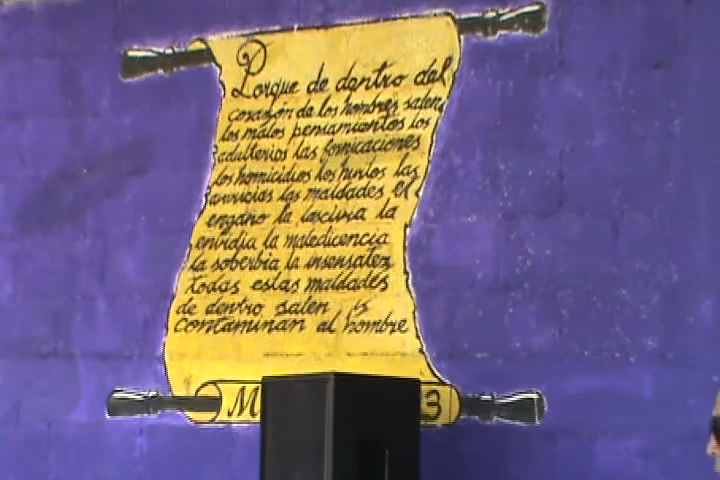 Porque de dentro del
corazón de los hombres salen
los malos pensamientos los
adulterios las fornicaciones
los homicidios los hurtos las
avaricias las maldades el
engaño la lascivia la
envidia la maledicencia
la soberbia la insensatez
todas estas maldades
de dentro salen y
contaminan al hombre
M 3